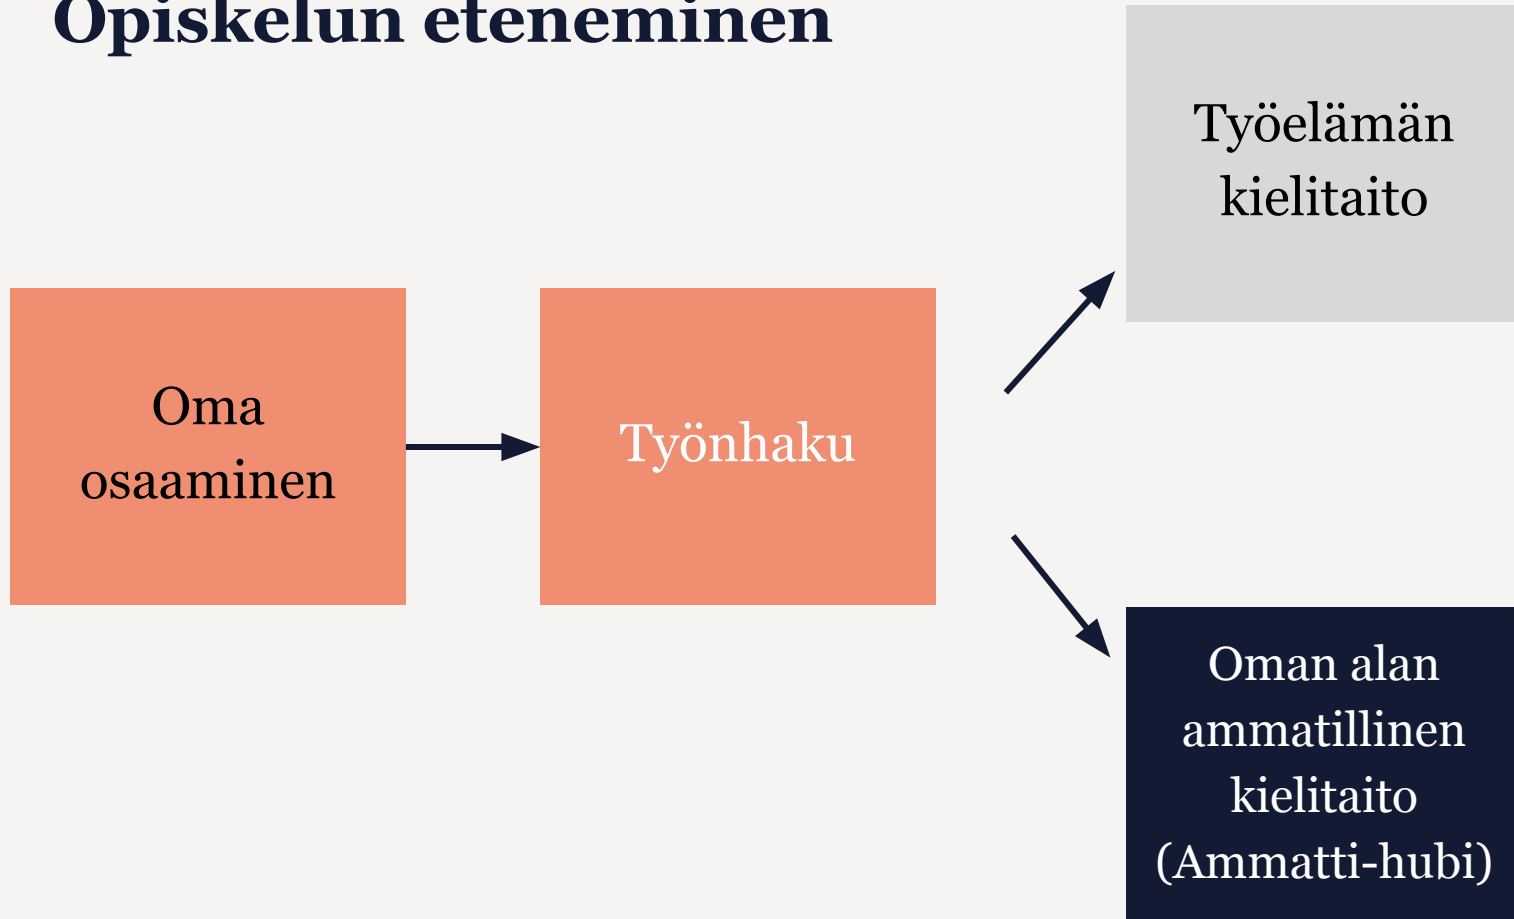 Opiskelun eteneminen
Oma
osaaminen
Työnhaku
Työelämän
kielitaito
Oman alan
ammatillinen
kielitaito
(Ammatti-hubi)